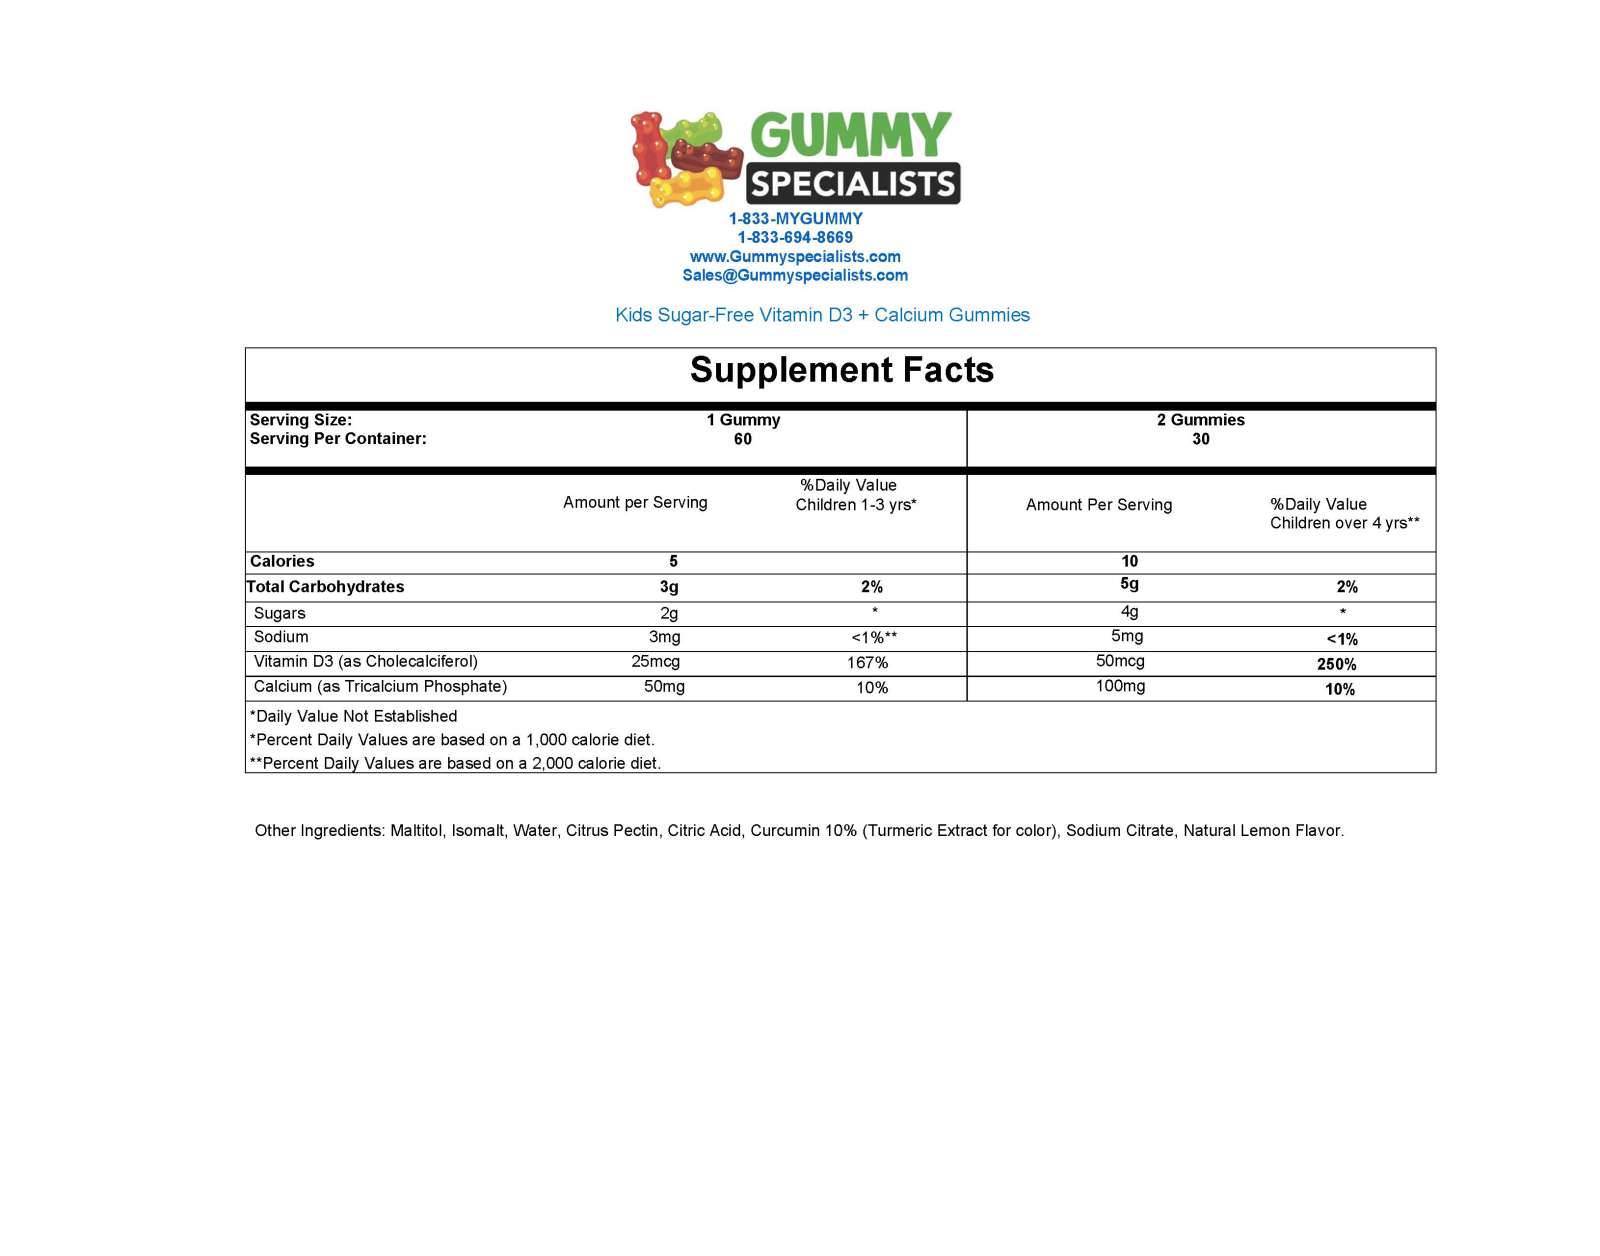 GUMMY
SPECIALISTS
1-833-MYGUMMY
1-833-694-8669
www.Gummyspecialists.com
Sales@Gummyspecialists.com
Kids Sugar-Free Vitamin D3 + Calcium Gummies
Supplement Facts
Serving Size: 1 Gummy 2 Gummies
Serving Per Container: 60 30
Amount per Serving %Daily Value Children 1-3 yrs* Amount Per Serving %Daily Value Children over 4 yrs**
Calories 5 10
Total Carbohydrates 3g 2% 5g 2%
Sugars 2g * 4g *
Sodium 3mg <1%** 5mg <1%
Vitamin D3 (as Cholecalciferol) 25mcg 167% 50mcg 250%
Calcium (as Tricalcium Phosphate) 50mg 10% 100mg 10%
*Daily Value Not Established
*Percent Daily Values are based on a 1,000 calorie diet.
**Percent Daily Values are based on a 2,000 calorie diet.
Other Ingredients: Maltitol, Isomalt, Water, Citrus Pectin, Citric Acid, Curcumin 10% (Turmeric Extract for color), Sodium Citrate, Natural Lemon Flavor.